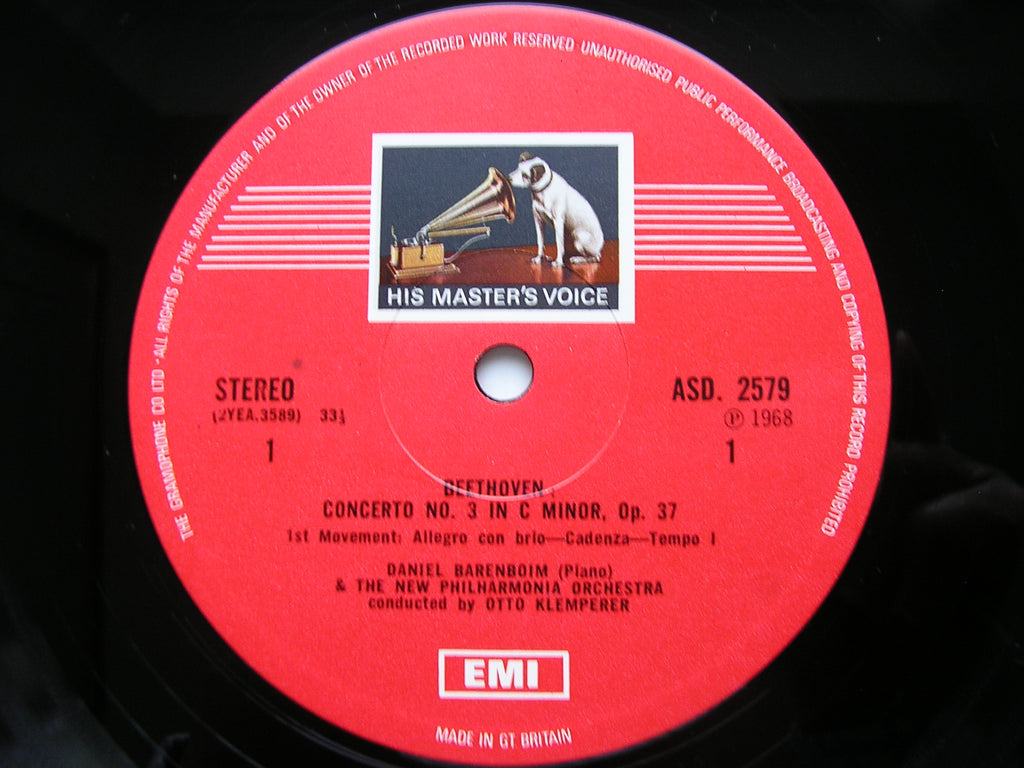 THE GRAMOPHONE CO LTD · ALL RIGHTS OF THE MANUFACTURER AND OF THE OWNER OF THE RECORDED WORK RESERVED UNAUTHORISED PUBLIC PERFORMANCE BROADCASTING AND COPYING OF THIS RECORD PROHIBITED
HIS MASTER'S VOICE
STEREO
(2YEA.3589) 33⅓
1
ASD. 2579
℗ 1968
1
BEETHOVEN:
CONCERTO NO. 3 IN C MINOR, Op. 37
1st Movement: Allegro con brio—Cadenza—Tempo I
DANIEL BARENBOIM (Piano)
& THE NEW PHILHARMONIA ORCHESTRA
conducted by OTTO KLEMPERER
EMI
MADE IN GT BRITAIN